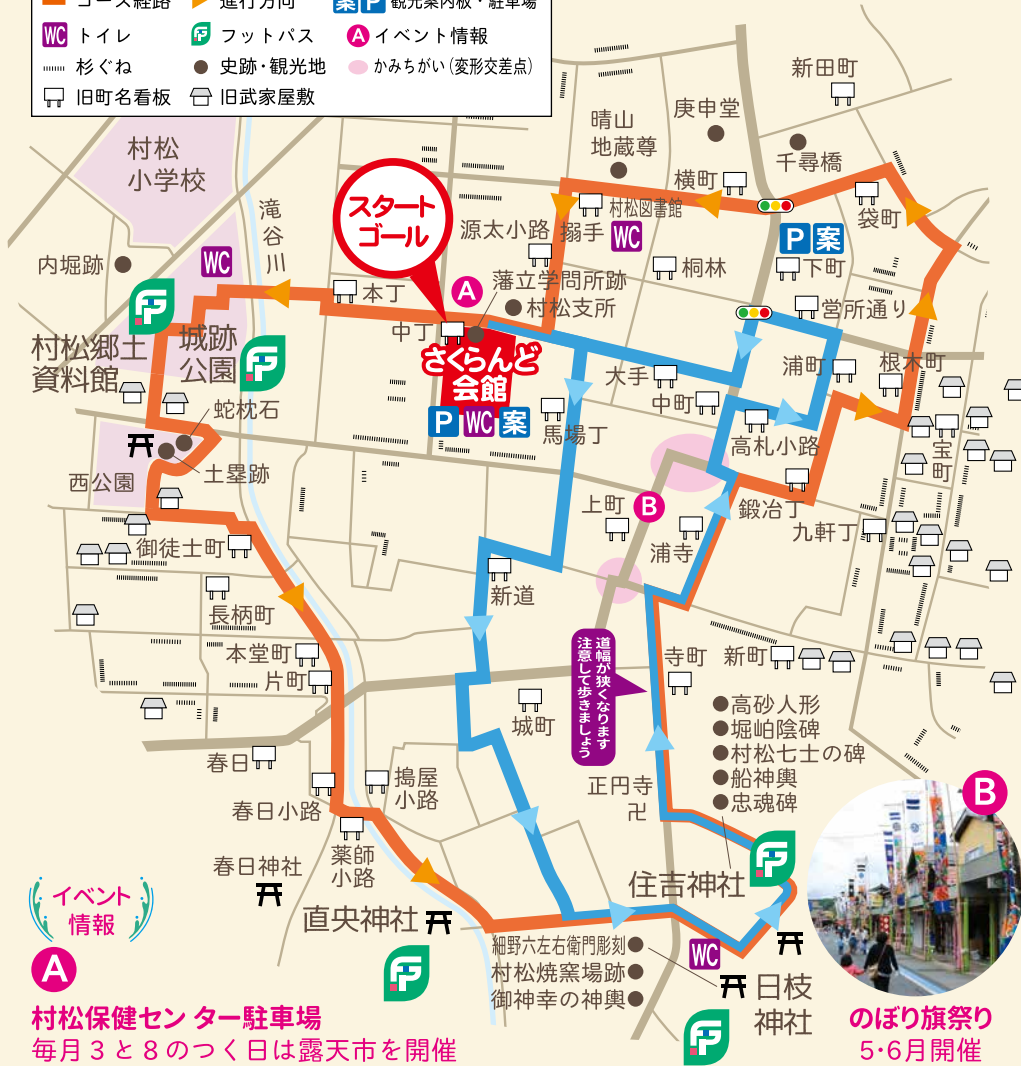 コース経路
進行方向
案 P 観光案内板・駐車場
WC トイレ
フットパス
A イベント情報
杉ぐね
史跡・観光地
かみちがい（変形交差点）
旧町名看板
旧武家屋敷
村松
小学校
滝谷川
スタート
ゴール
晴山
地蔵尊
庚申堂
新田町
千尋橋
横町
村松図書館
袋町
源太小路
搦手
WC
P 案
内堀跡
WC
本丁
A
藩立学問所跡
村松支所
桐林
下町
営所通り
中丁
さくらんど
会館
P WC 案
村松郷土
資料館
城跡
公園
大手
中町
浦町
根木町
馬場丁
高札小路
蛇枕石
土塁跡
西公園
宝町
上町
B
鍛冶丁
浦寺
九軒丁
御徒士町
新道
長柄町
本堂町
片町
道幅が狭くなります
注意して歩きましょう
寺町
新町
城町
高砂人形
堀岶陰碑
村松七士の碑
船神輿
忠魂碑
春日
正円寺
卍
春日小路
搗屋
小路
薬師
小路
春日神社
直央神社
住吉神社
B
細野六左右衛門彫刻
村松焼窯場跡
御神幸の神輿
WC
日枝
神社
イベント
情報
A
村松保健センター駐車場
毎月３と８のつく日は露天市を開催
のぼり旗祭り
5・6月開催